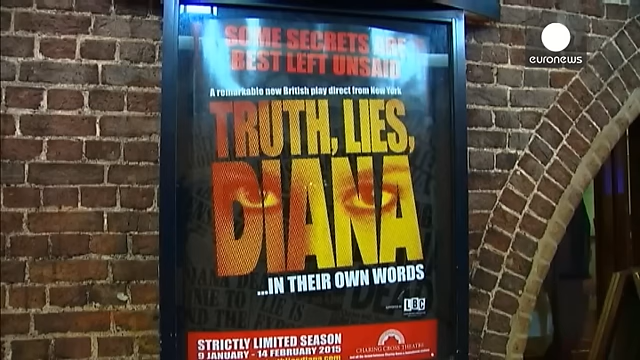 euronews
SOME SECRETS ARE
BEST LEFT UNSAID
A remarkable new British play direct from New York
TRUTH, LIES,
DIANA
...IN THEIR OWN WORDS
LBC
STRICTLY LIMITED SEASON
9 JANUARY - 14 FEBRUARY 2015
CHARING CROSS THEATRE